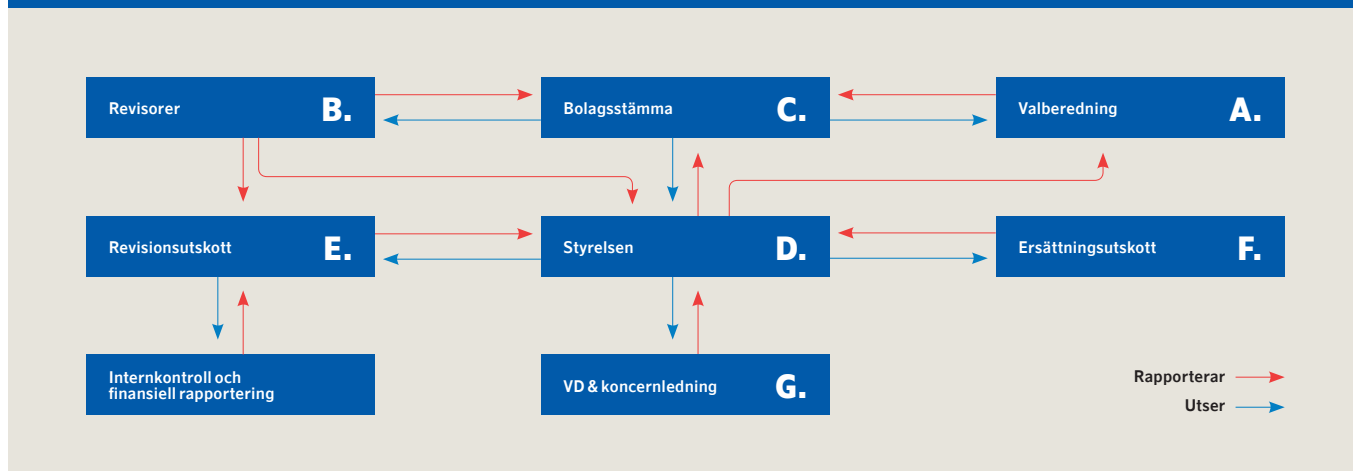 Revisorer B.
Bolagsstämma C.
Valberedning A.
Revisionsutskott E.
Styrelsen D.
Ersättningsutskott F.
Internkontroll och
finansiell rapportering
VD & koncernledning G.
Rapporterar
Utser